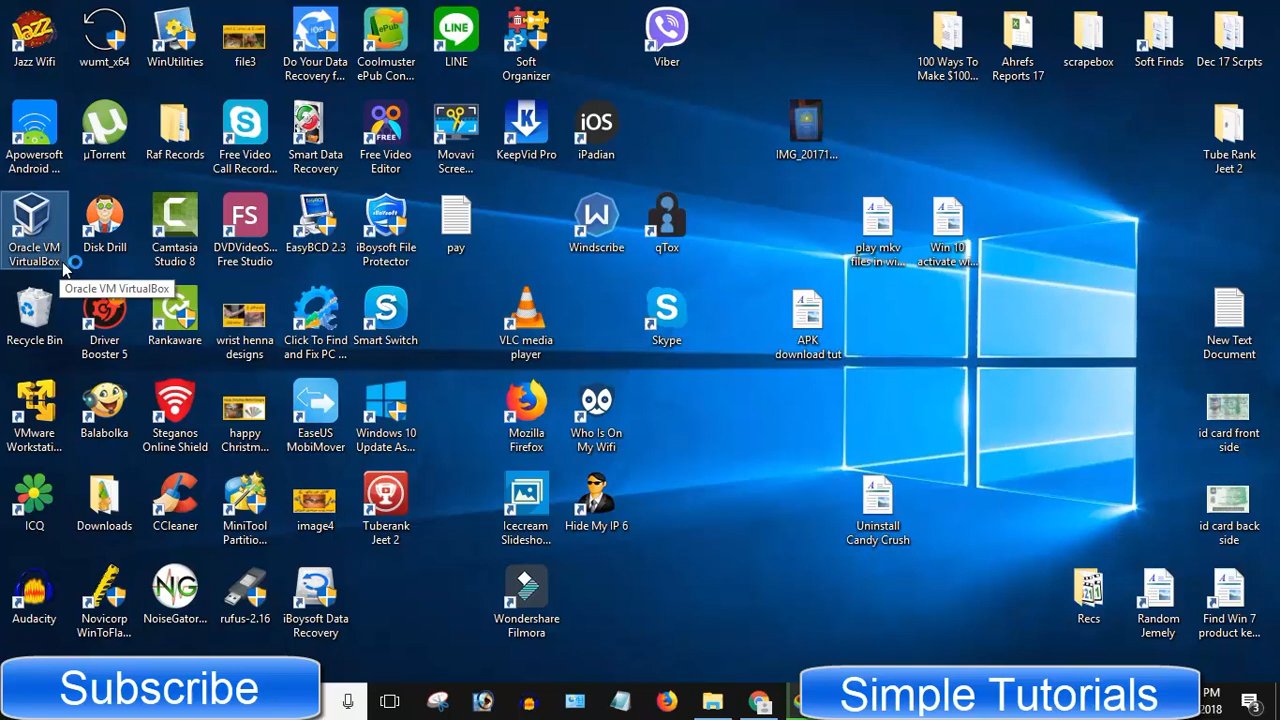 Jazz Wifi
wumt_x64
WinUtilities
file3
Do Your Data
Recovery f...
Coolmuster
ePub Con...
LINE
Soft
Organizer
Viber
100 Ways To
Make $100...
Ahrefs
Reports 17
scrapebox
Soft Finds
Dec 17 Scrpts
Apowersoft
Android ...
µTorrent
Raf Records
Free Video
Call Record...
Smart Data
Recovery
Free Video
Editor
Movavi
Scree...
KeepVid Pro
iPadian
IMG_20171...
Tube Rank
Jeet 2
Oracle VM
VirtualBox
Disk Drill
Camtasia
Studio 8
DVDVideoS...
Free Studio
EasyBCD 2.3
iBoysoft File
Protector
pay
Windscribe
qTox
play mkv
files in wi...
Win 10
activate wi...
Oracle VM VirtualBox
Recycle Bin
Driver
Booster 5
Rankaware
wrist henna
designs
Click To Find
and Fix PC ...
Smart Switch
VLC media
player
Skype
APK
download tut
New Text
Document
VMware
Workstati...
Balabolka
Steganos
Online Shield
happy
Christm...
EaseUS
MobiMover
Windows 10
Update As...
Mozilla
Firefox
Who Is On
My Wifi
id card front
side
ICQ
Downloads
CCleaner
MiniTool
Partitio...
image4
Tuberank
Jeet 2
Icecream
Slidesho...
Hide My IP 6
Uninstall
Candy Crush
id card back
side
Audacity
Novicorp
WinToFla...
NoiseGator...
rufus-2.16
iBoysoft Data
Recovery
Wondershare
Filmora
Recs
Random
Jemely
Find Win 7
product ke...
Subscribe
Simple Tutorials
PM
2018